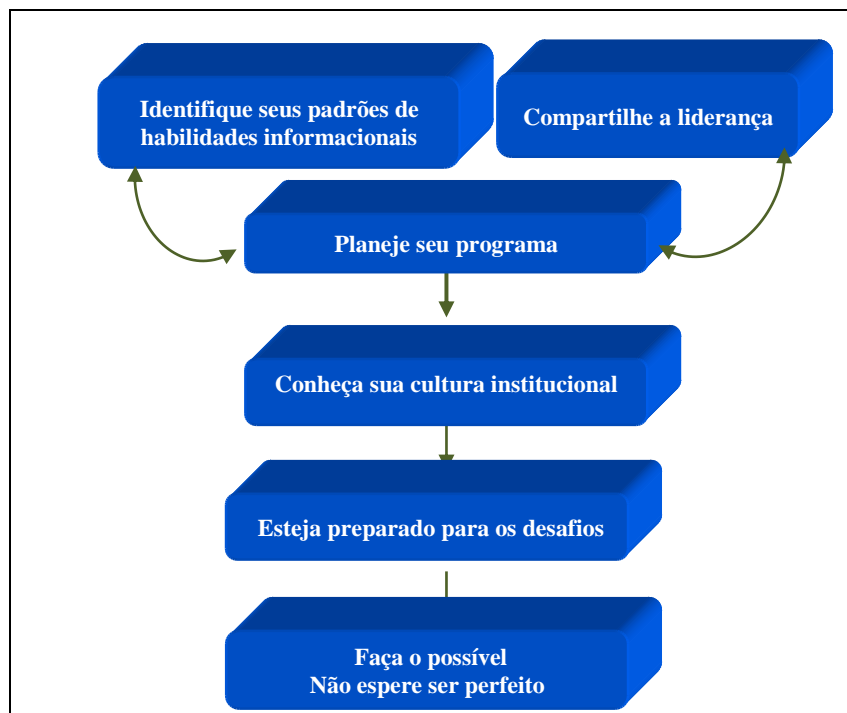 Identifique seus padrões de
habilidades informacionais
Compartilhe a liderança
Planeje seu programa
Conheça sua cultura institucional
Esteja preparado para os desafios
Faça o possível
Não espere ser perfeito